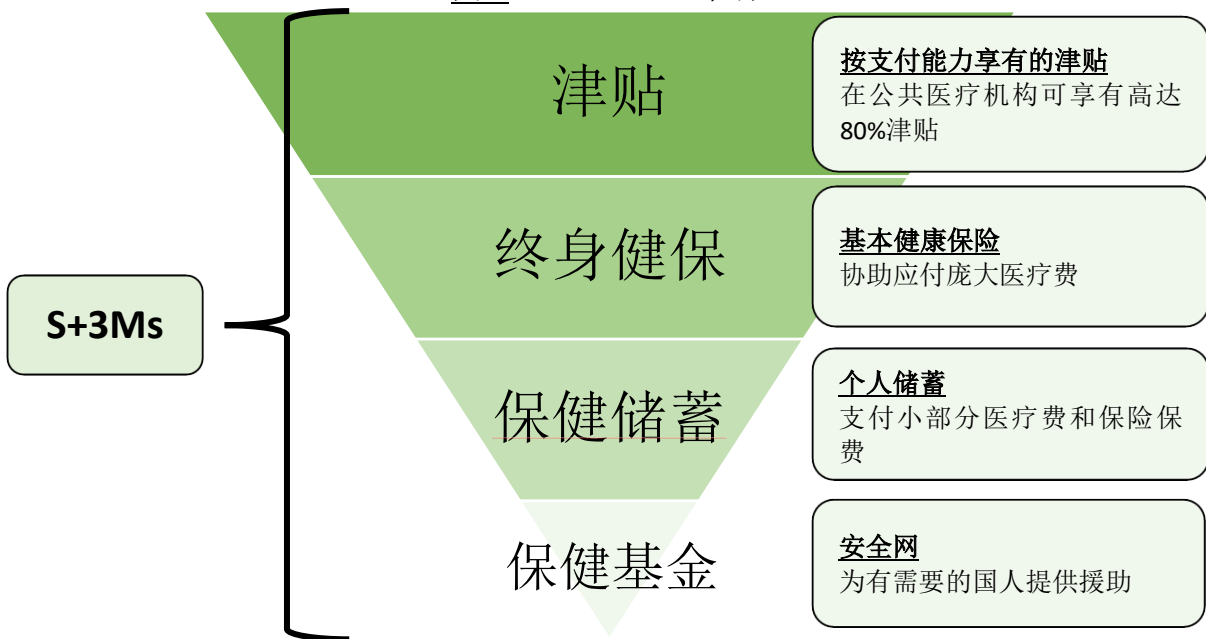 津贴
按支付能力享有的津贴
在公共医疗机构可享有高达
80%津贴
终身健保
基本健康保险
协助应付庞大医疗费
S+3Ms
保健储蓄
个人储蓄
支付小部分医疗费和保险保
费
保健基金
安全网
为有需要的国人提供援助